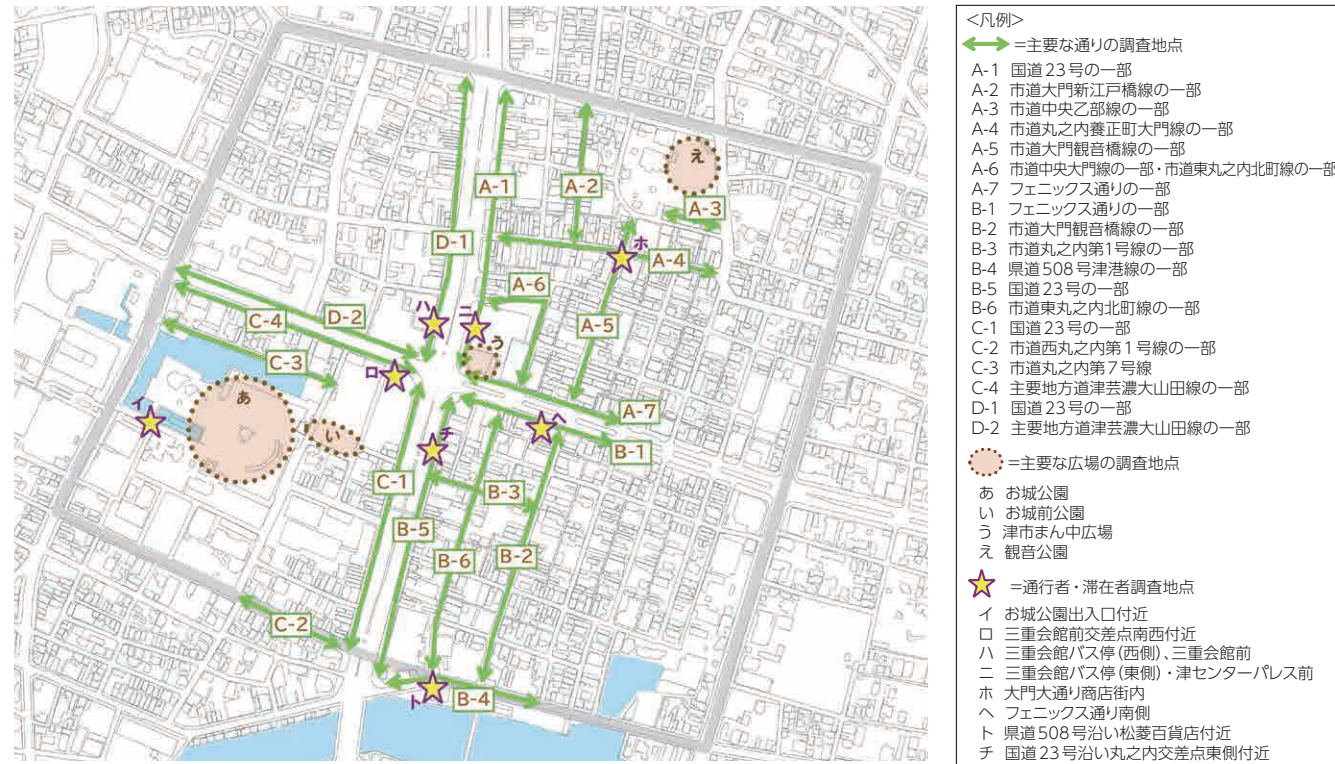 え
A-1
A-2
A-3
D-1
ホ
A-4
A-6
ハ
ニ
D-2
C-4
A-5
う
C-3
ロ
あ
A-7
イ
い
チ
ヘ
B-1
C-1
B-3
B-5
B-6
B-2
C-2
ト
B-4
<凡例>
=主要な通りの調査地点
A-1 国道23号の一部
A-2 市道大門新江戸橋線の一部
A-3 市道中央乙部線の一部
A-4 市道丸之内養正町大門線の一部
A-5 市道大門観音橋線の一部
A-6 市道中央大門線の一部・市道東丸之内北町線の一部
A-7 フェニックス通りの一部
B-1 フェニックス通りの一部
B-2 市道大門観音橋線の一部
B-3 市道丸之内第1号線の一部
B-4 県道508号津港線の一部
B-5 国道23号の一部
B-6 市道東丸之内北町線の一部
C-1 国道23号の一部
C-2 市道西丸之内第1号線の一部
C-3 市道丸之内第7号線
C-4 主要地方道津芸濃大山田線の一部
D-1 国道23号の一部
D-2 主要地方道津芸濃大山田線の一部
=主要な広場の調査地点
あ お城公園
い お城前公園
う 津市まん中広場
え 観音公園
=通行者・滞在者調査地点
イ お城公園出入口付近
ロ 三重会館前交差点南西付近
ハ 三重会館バス停(西側)、三重会館前
ニ 三重会館バス停(東側)・津センターパレス前
ホ 大門大通り商店街内
ヘ フェニックス通り南側
ト 県道508号沿い松菱百貨店付近
チ 国道23号沿い丸之内交差点東側付近